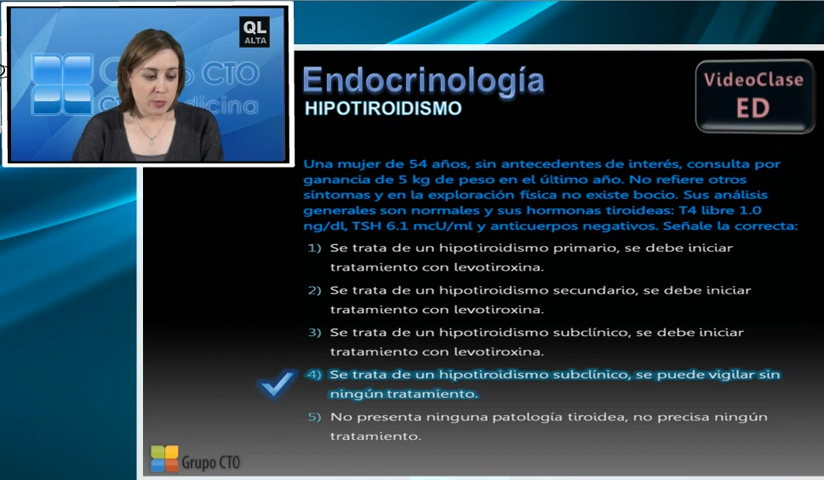 QL
ALTA
Grupo CTO
Endocrinología
HIPOTIROIDISMO
VideoClase
ED
Una mujer de 54 años, sin antecedentes de interés, consulta por
ganancia de 5 kg de peso en el último año. No refiere otros
síntomas y en la exploración física no existe bocio. Sus análisis
generales son normales y sus hormonas tiroideas: T4 libre 1.0
ng/dl, TSH 6.1 mcU/ml y anticuerpos negativos. Señale la correcta:
1) Se trata de un hipotiroidismo primario, se debe iniciar
tratamiento con levotiroxina.
2) Se trata de un hipotiroidismo secundario, se debe iniciar
tratamiento con levotiroxina.
3) Se trata de un hipotiroidismo subclínico, se debe iniciar
tratamiento con levotiroxina.
4) Se trata de un hipotiroidismo subclínico, se puede vigilar sin
ningún tratamiento.
5) No presenta ninguna patología tiroidea, no precisa ningún
tratamiento.
Grupo CTO